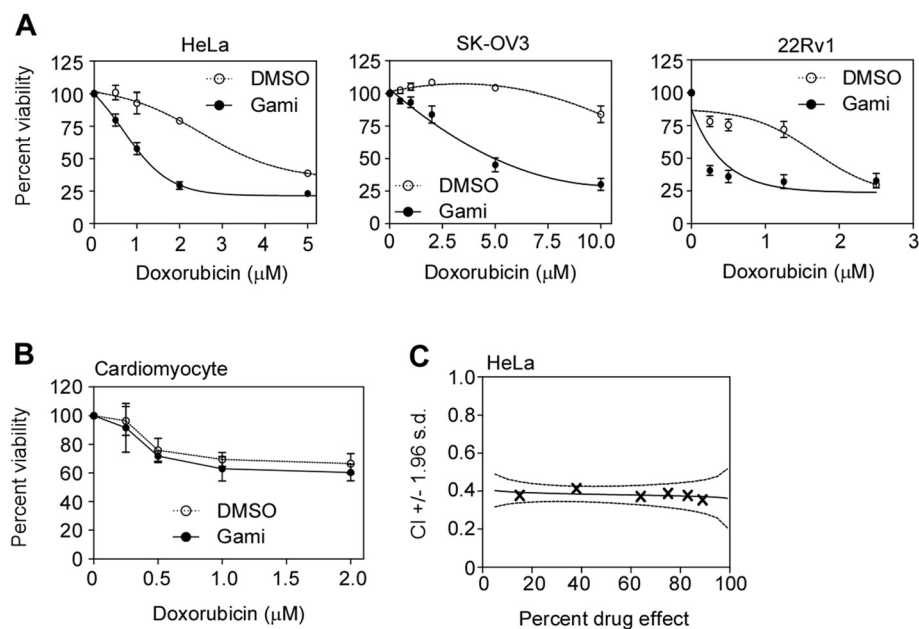 A
HeLa
125
100
75
50
25
0
0
1
2
3
4
5
DMSO
Gami
Percent viability
Doxorubicin (μM)
SK-OV3
125
100
75
50
25
0
0
2.5
5.0
7.5
10.0
DMSO
Gami
Doxorubicin (μM)
22Rv1
125
100
75
50
25
0
0
1
2
3
DMSO
Gami
Doxorubicin (μM)
B
Cardiomyocyte
120
100
80
60
40
20
0
0
0.5
1.0
1.5
2.0
DMSO
Gami
Percent viability
Doxorubicin (μM)
C
HeLa
1.0
0.8
0.6
0.4
0.2
0
20
40
60
80
100
CI +/- 1.96 s.d.
Percent drug effect